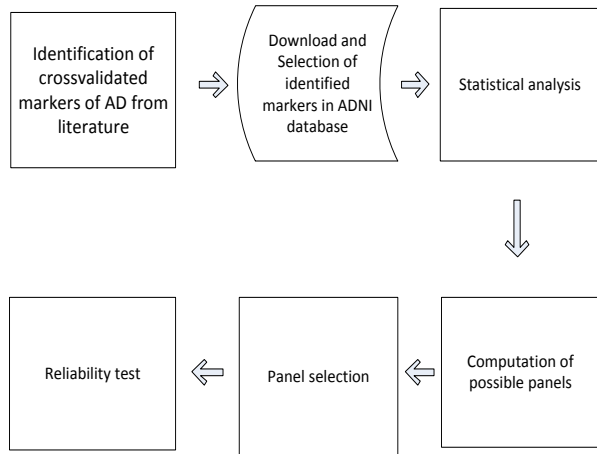 Identification of
crossvalidated
markers of AD from
literature
Download and
Selection of
identified
markers in ADNI
database
Statistical analysis
Computation of
possible panels
Panel selection
Reliability test